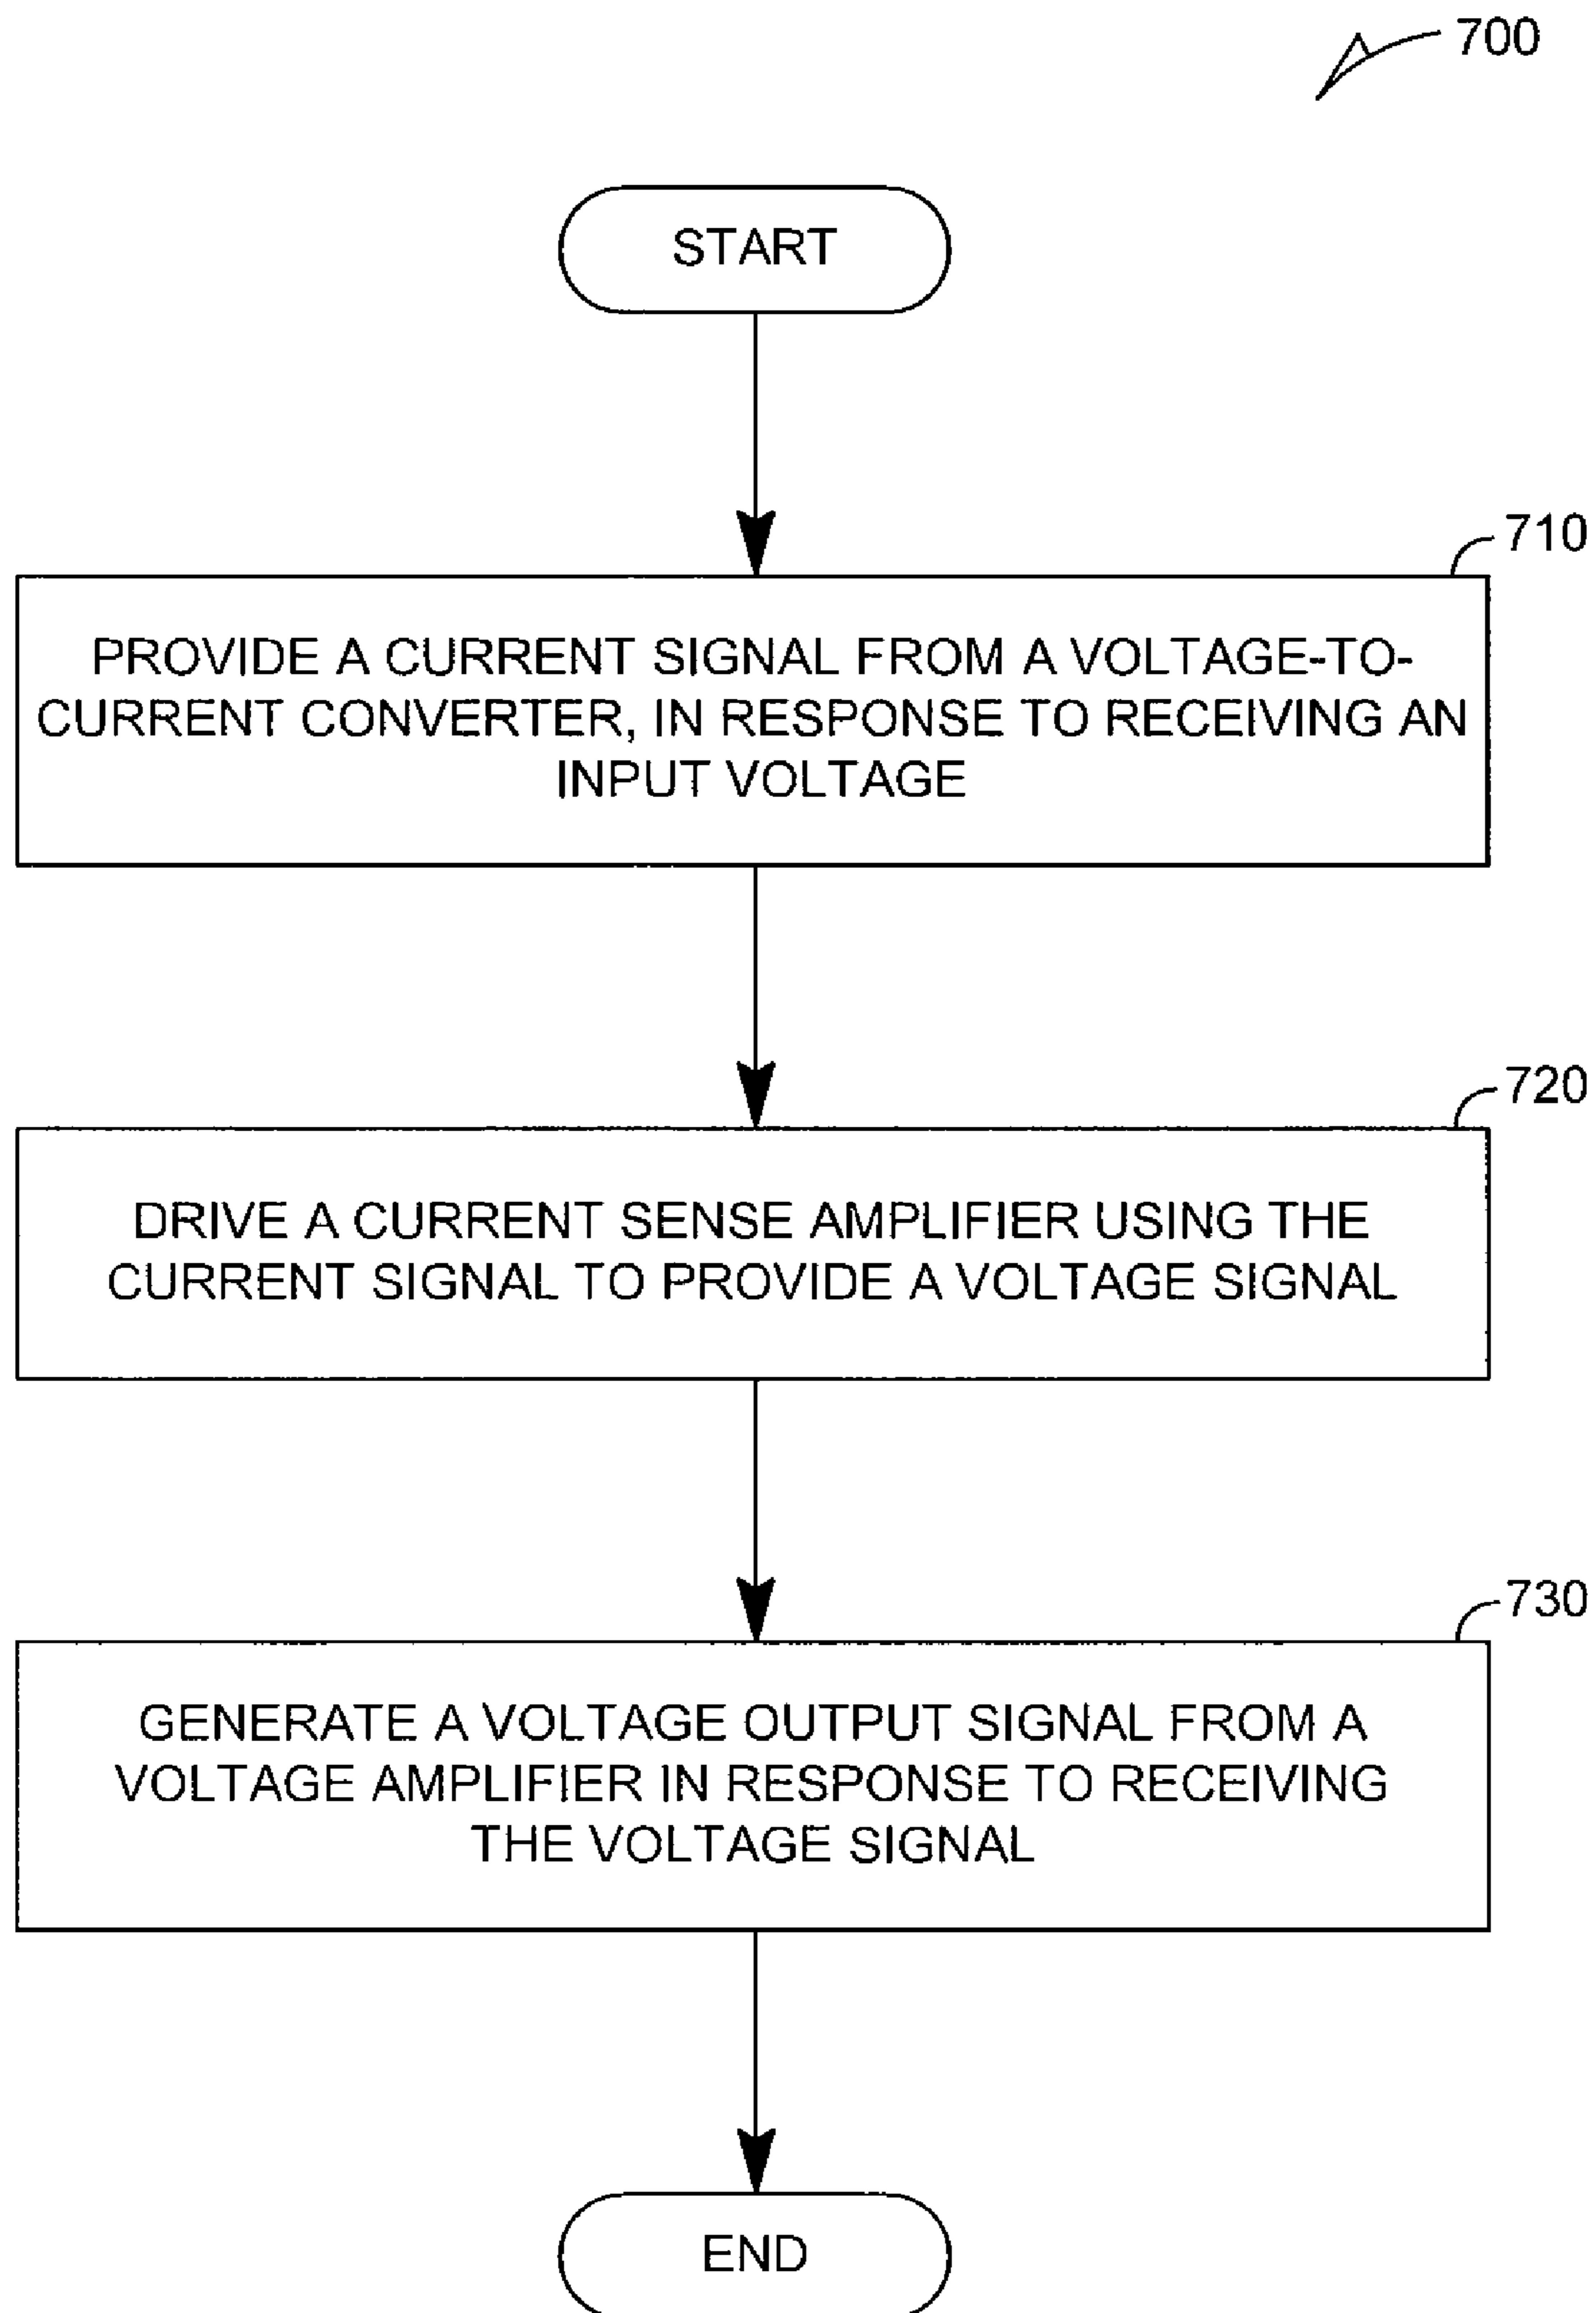 700
START
710
PROVIDE A CURRENT SIGNAL FROM A VOLTAGE-TO-
CURRENT CONVERTER, IN RESPONSE TO RECEIVING AN
INPUT VOLTAGE
720
DRIVE A CURRENT SENSE AMPLIFIER USING THE
CURRENT SIGNAL TO PROVIDE A VOLTAGE SIGNAL
730
GENERATE A VOLTAGE OUTPUT SIGNAL FROM A
VOLTAGE AMPLIFIER IN RESPONSE TO RECEIVING
THE VOLTAGE SIGNAL
END